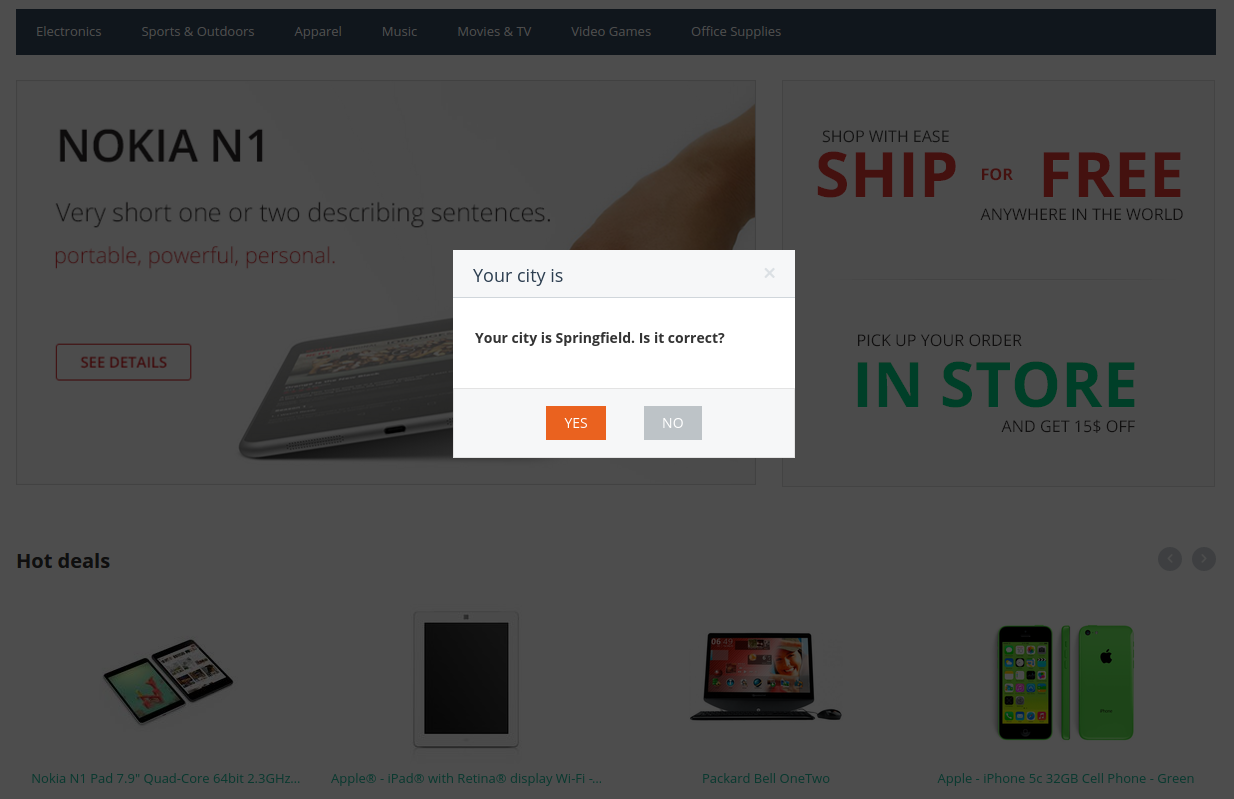 Electronics Sports & Outdoors Apparel Music Movies & TV Video Games Office Supplies
NOKIA N1
Very short one or two describing sentences.
portable, powerful, personal.
SEE DETAILS
SHOP WITH EASE
SHIP FOR FREE
ANYWHERE IN THE WORLD
PICK UP YOUR ORDER
IN STORE
AND GET 15$ OFF
Your city is ×
Your city is Springfield. Is it correct?
YES NO
Hot deals
06:49
Nokia N1 Pad 7.9" Quad-Core 64bit 2.3GHz...
Apple® - iPad® with Retina® display Wi-Fi -...
Packard Bell OneTwo
Apple - iPhone 5c 32GB Cell Phone - Green